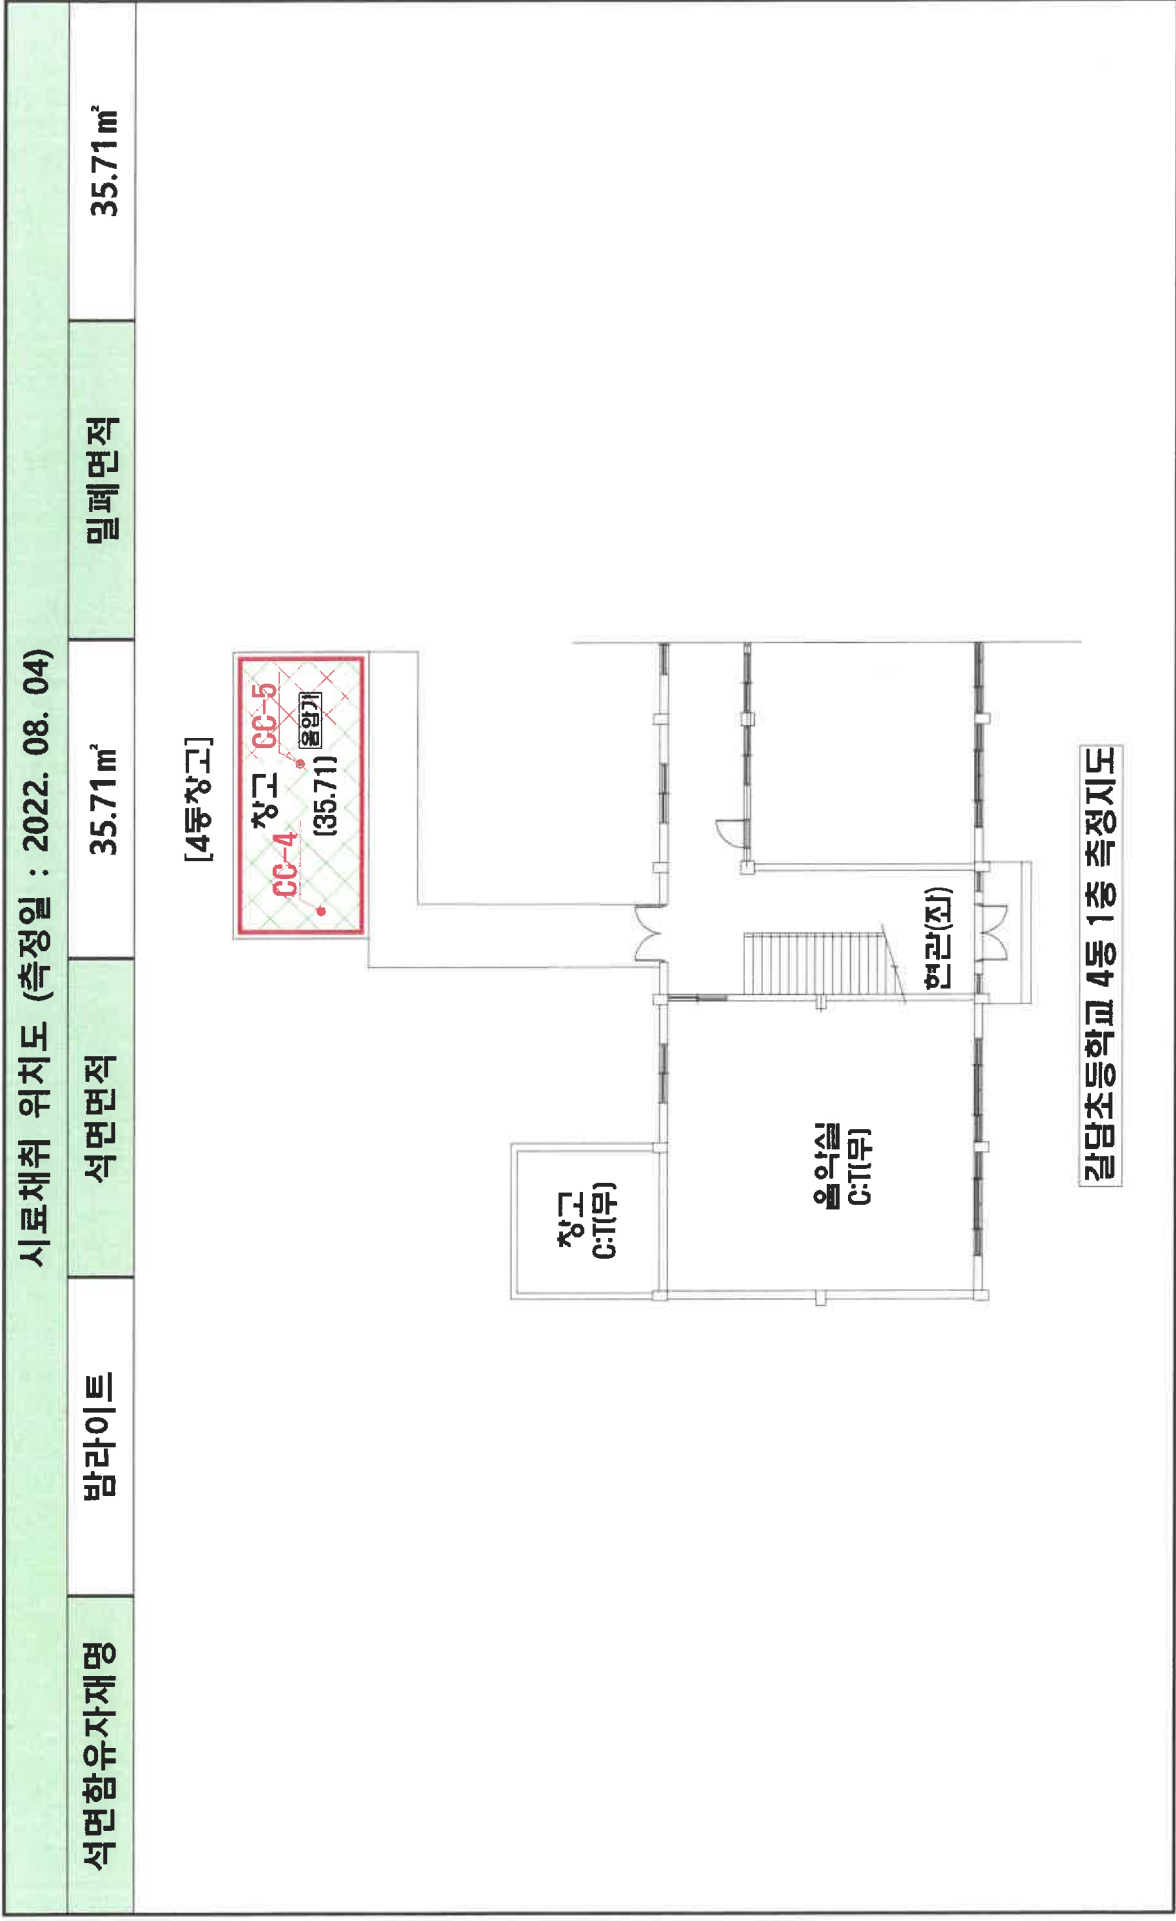 시료채취 위치도 (측정일 : 2022. 08. 04)
석면함유자재명 밤라이트 석면면적 35.71㎡ 밀폐면적 35.71㎡
[4동창고]
CC-4
창고
(35.71)
CC-5
음압기
창고
C:T(무)
음악실
C:T(무)
현관(좌)
갈담초등학교 4동 1층 측정지도